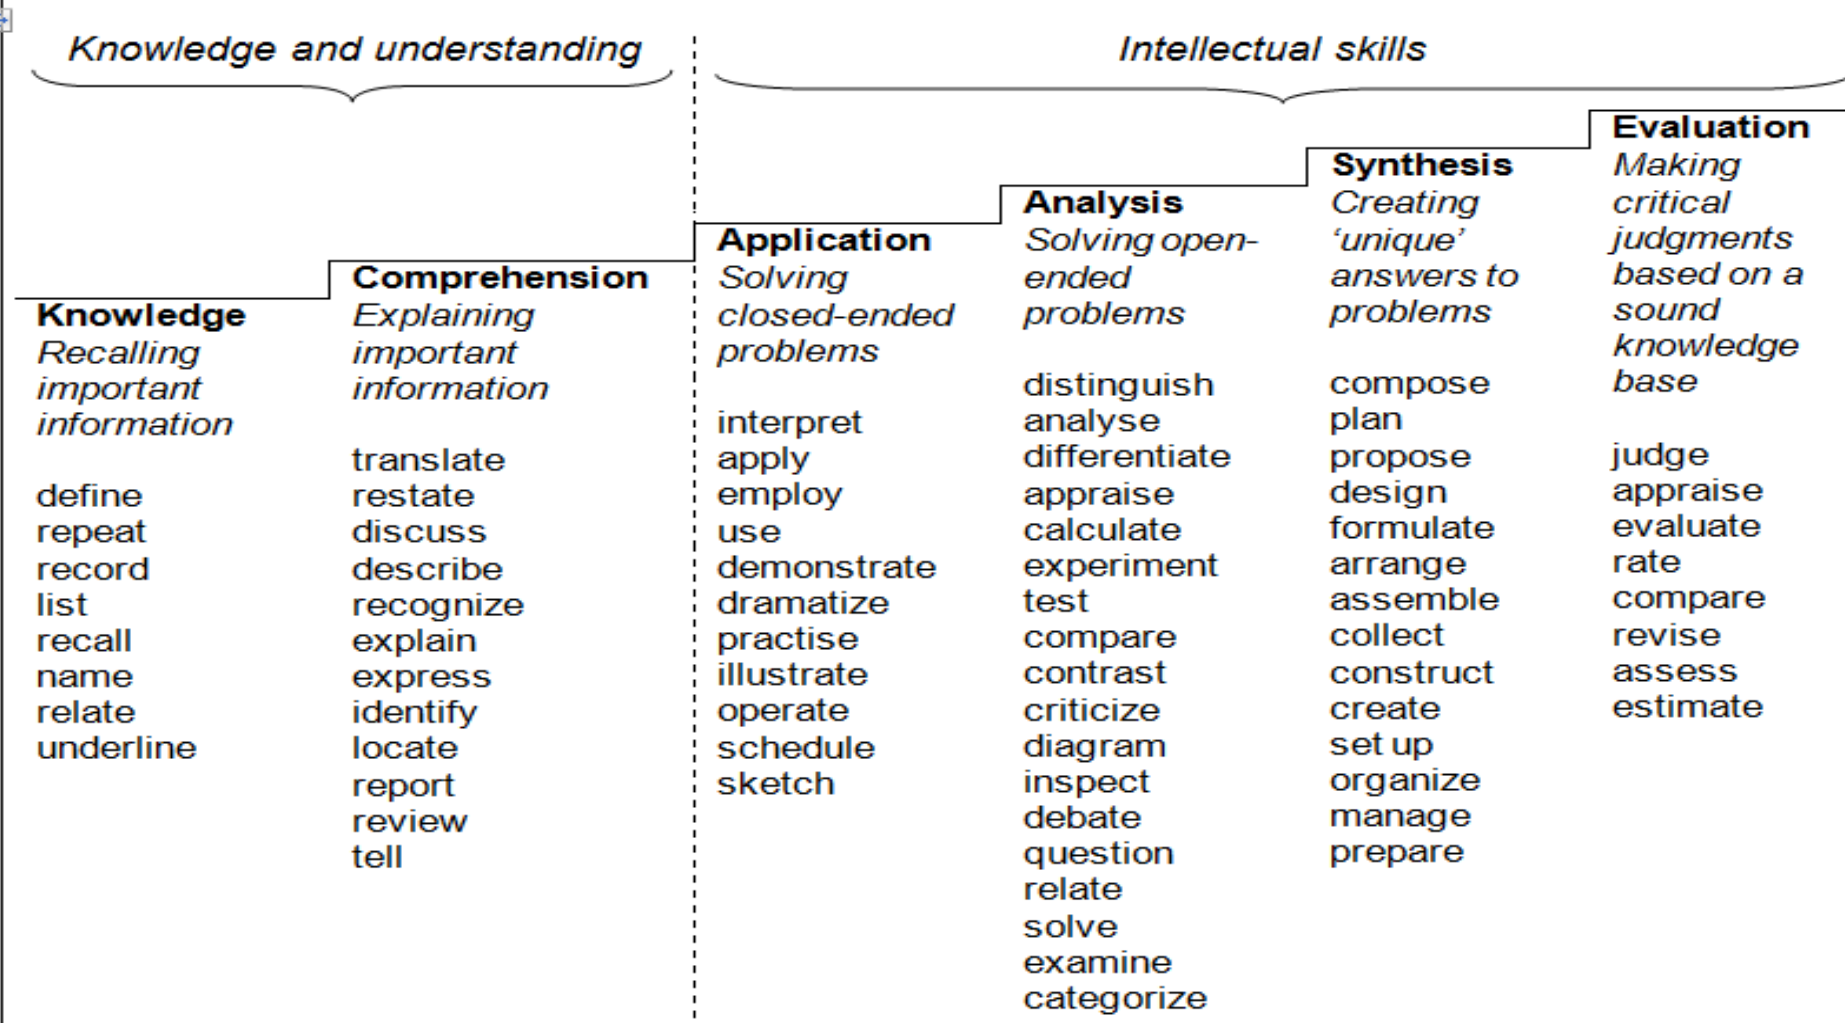 Knowledge and understanding
Intellectual skills
Knowledge
Recalling
important
information
define
repeat
record
list
recall
name
relate
underline
Comprehension
Explaining
important
information
translate
restate
discuss
describe
recognize
explain
express
identify
locate
report
review
tell
Application
Solving
closed-ended
problems
interpret
apply
employ
use
demonstrate
dramatize
practise
illustrate
operate
schedule
sketch
Analysis
Solving open-
ended
problems
distinguish
analyse
differentiate
appraise
calculate
experiment
test
compare
contrast
criticize
diagram
inspect
debate
question
relate
solve
examine
categorize
Synthesis
Creating
‘unique’
answers to
problems
compose
plan
propose
design
formulate
arrange
assemble
collect
construct
create
set up
organize
manage
prepare
Evaluation
Making
critical
judgments
based on a
sound
knowledge
base
judge
appraise
evaluate
rate
compare
revise
assess
estimate